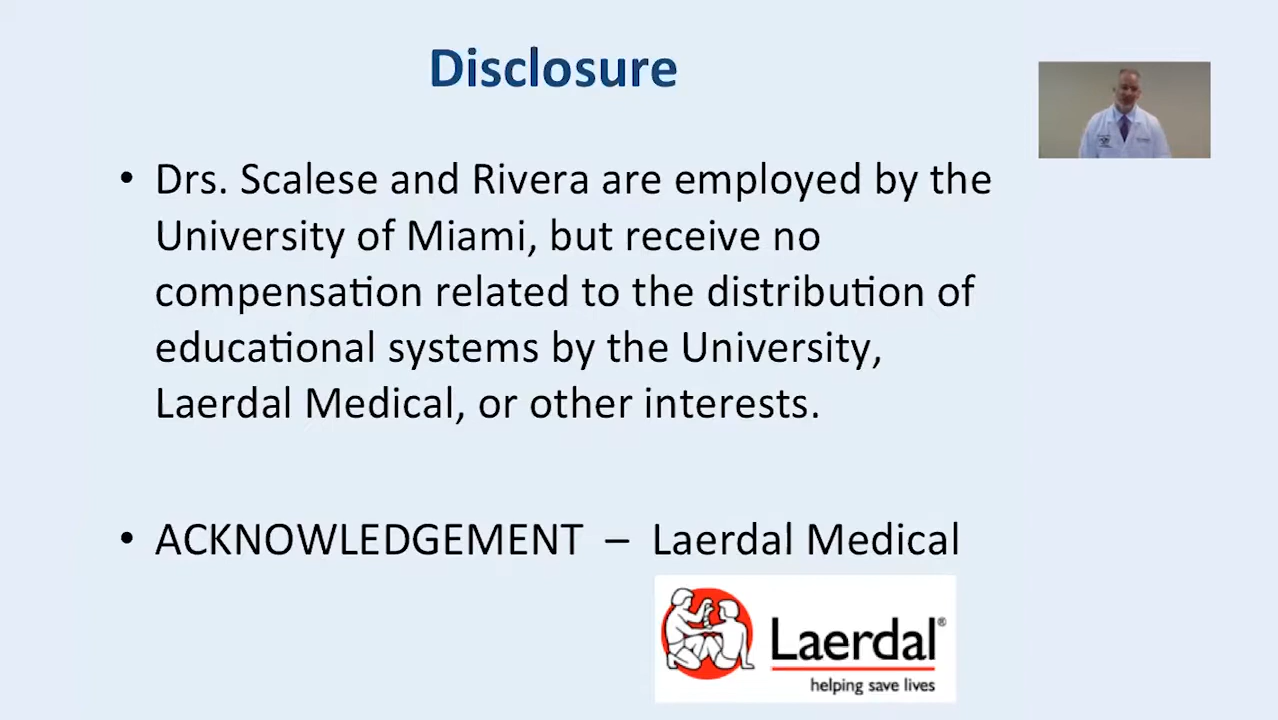 Disclosure
• Drs. Scalese and Rivera are employed by the
University of Miami, but receive no
compensation related to the distribution of
educational systems by the University,
Laerdal Medical, or other interests.
• ACKNOWLEDGEMENT – Laerdal Medical
Laerdal®
helping save lives